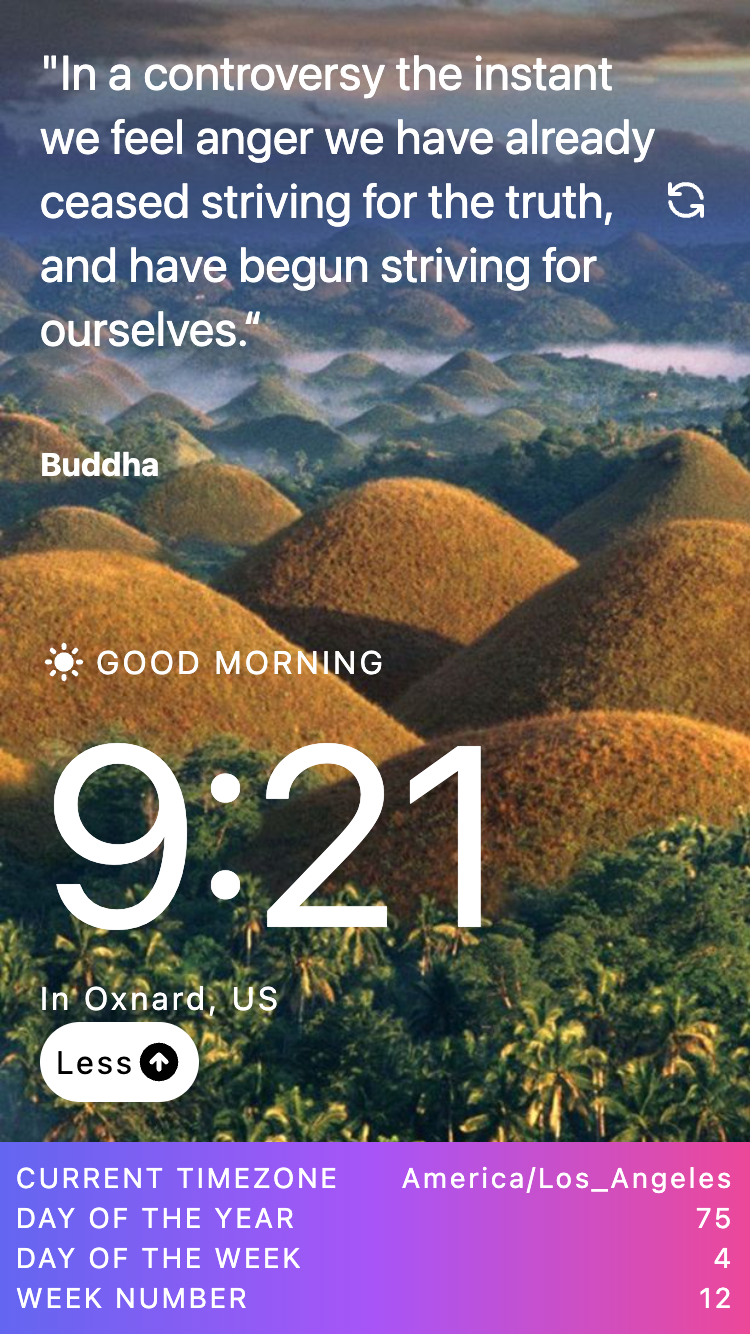 "In a controversy the instant
we feel anger we have already
ceased striving for the truth,
and have begun striving for
ourselves.“
Buddha
GOOD MORNING
9:21
In Oxnard, US
Less
CURRENT TIMEZONE America/Los_Angeles
DAY OF THE YEAR 75
DAY OF THE WEEK 4
WEEK NUMBER 12